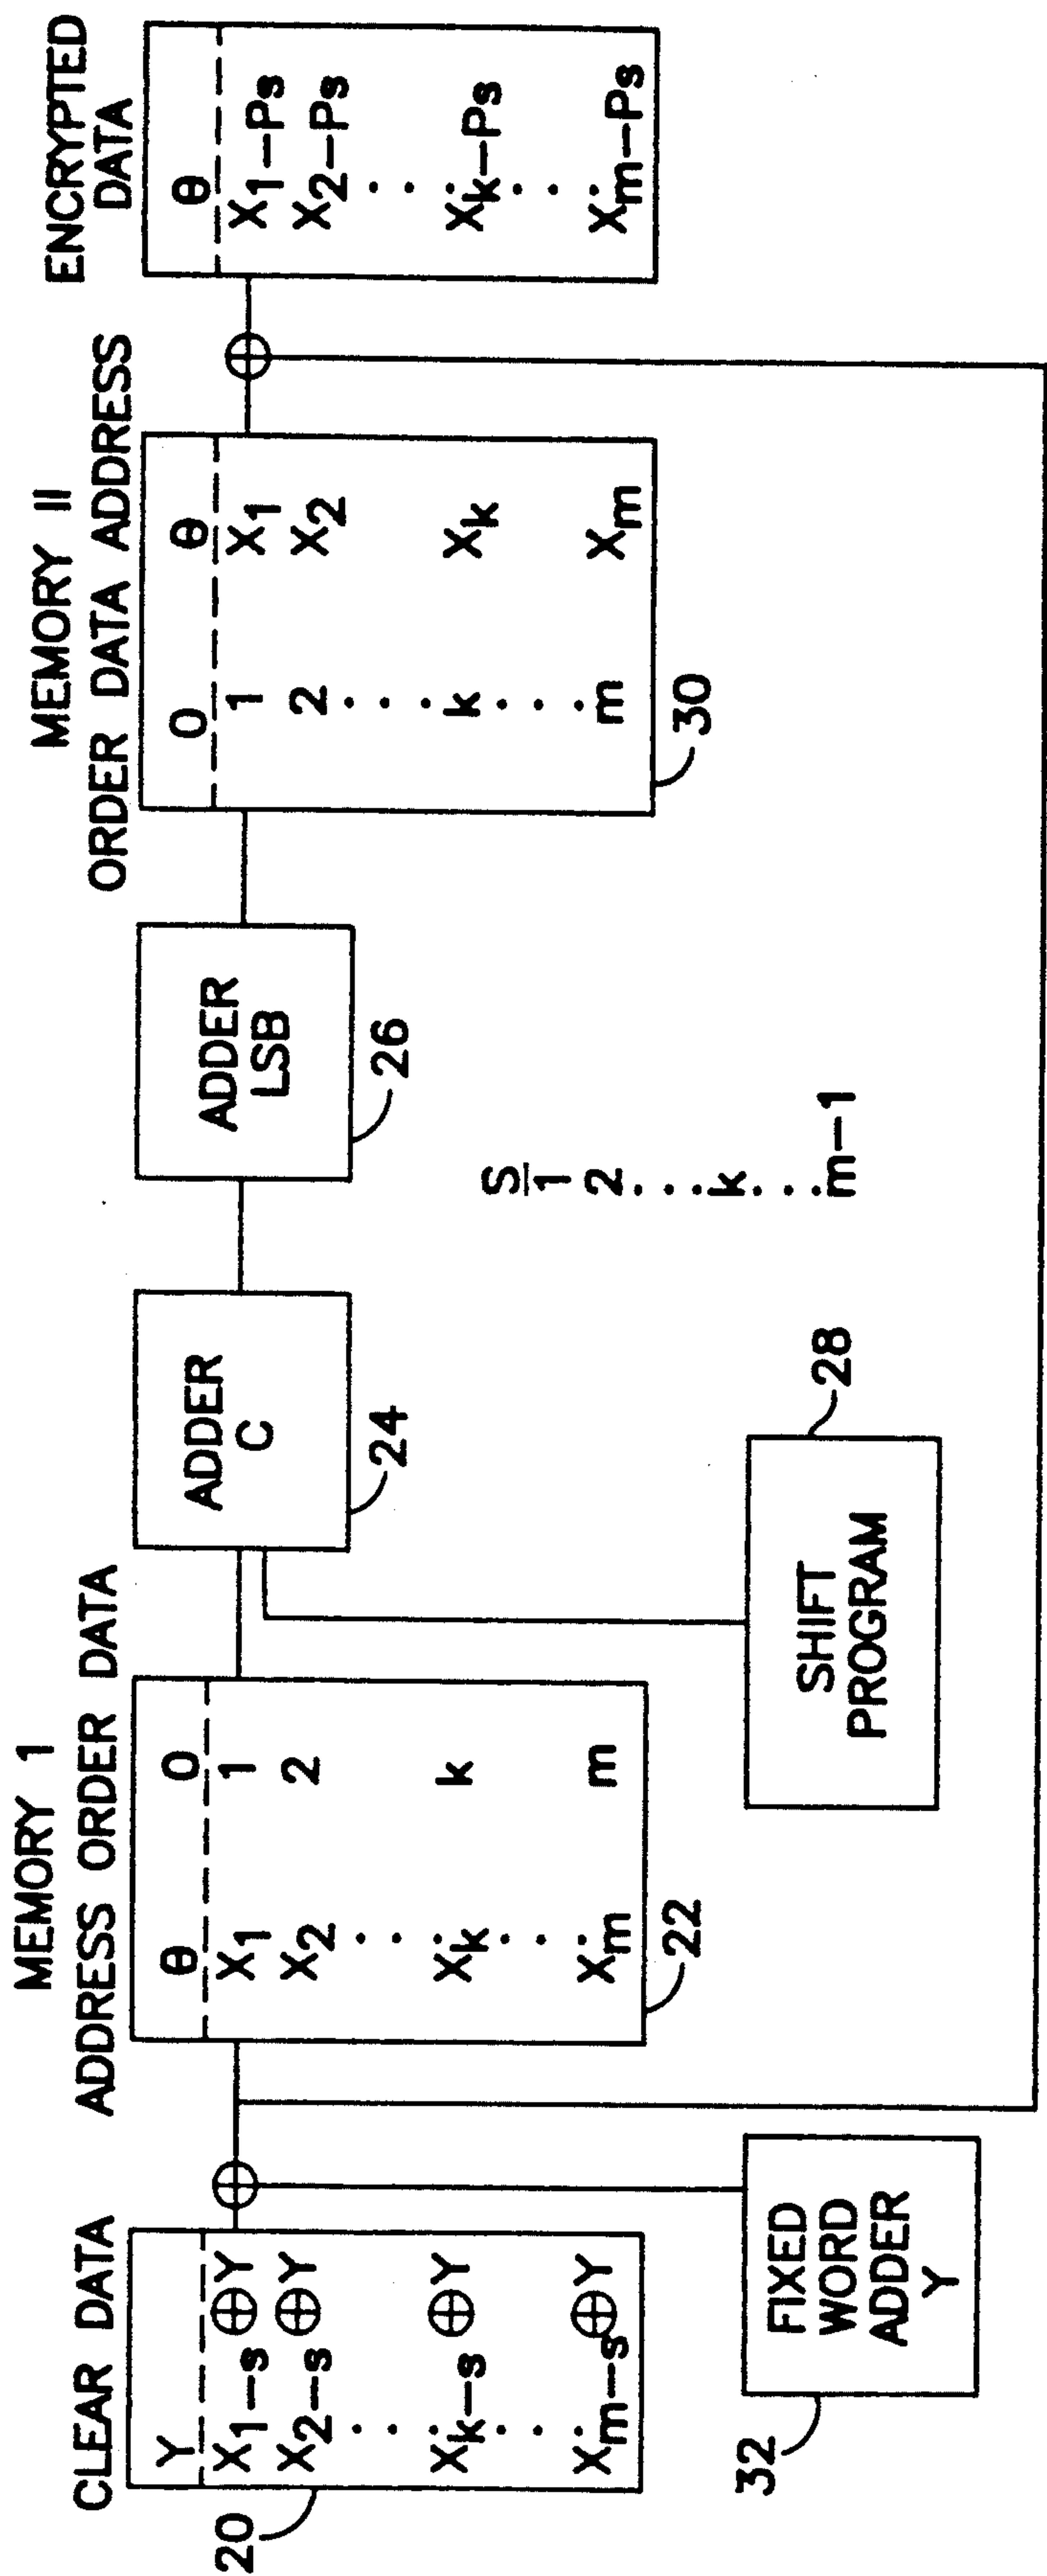 CLEAR DATA
Y
X1-s ⊕Y
X2-s ⊕Y
. . .
Xk-s ⊕Y
. . .
Xm-s ⊕Y
20
FIXED
WORD
ADDER
Y
32
MEMORY 1
ADDRESS ORDER DATA
θ 0
X1 1
X2 2
. . .
Xk k
. . .
Xm m
22
ADDER
C
24
SHIFT
PROGRAM
28
ADDER
LSB
26
S
1
2
. . .
k
. . .
m-1
MEMORY II
ORDER DATA ADDRESS
0 θ
1 X1
2 X2
. . .
k Xk
. . .
m Xm
30
ENCRYPTED
DATA
θ
X1-Ps
X2-Ps
. . .
Xk-Ps
. . .
Xm-Ps